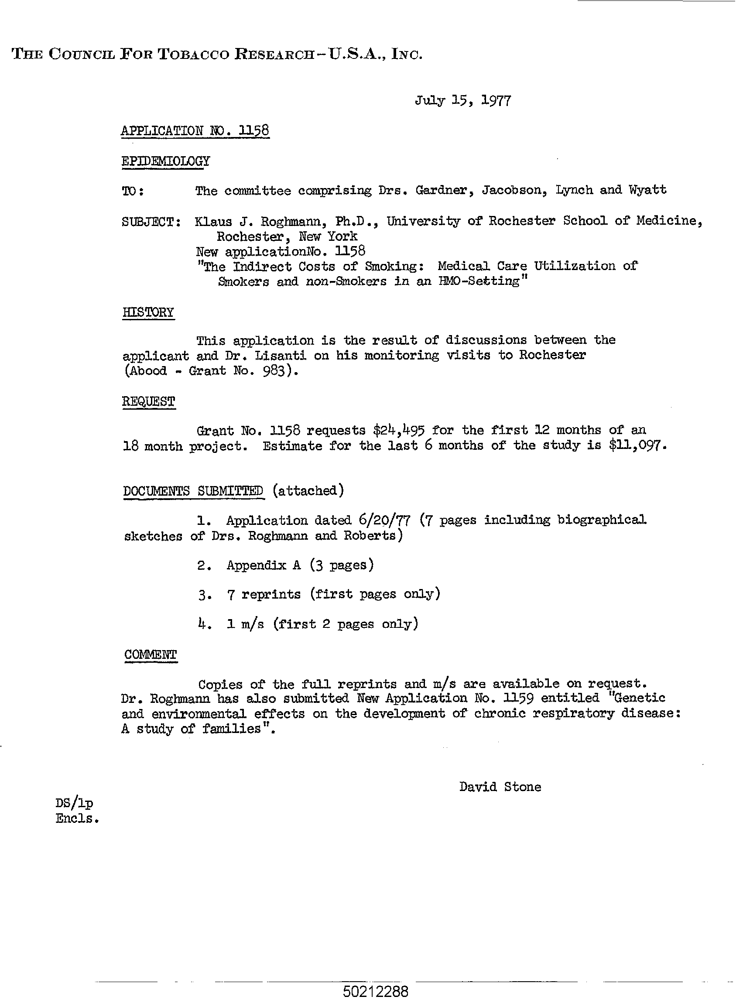 THE COUNCIL FOR TOBACCO RESEARCH-U.S.A., INC.
July 15, 1977
APPLICATION NO. 1158
EPIDEMIOLOGY
TO: The committee comprising Drs. Gardner, Jacobson, Lynch and Wyatt
SUBJECT: Klaus J. Roghmann, Ph.D., University of Rochester School of Medicine,
Rochester, New York
New applicationNo. 1158
"The Indirect Costs of Smoking: Medical Care Utilization of
Smokers and non-Smokers in an HMO-Setting"
HISTORY
This application is the result of discussions between the
applicant and Dr. Lisanti on his monitoring visits to Rochester
(Abood - Grant No. 983).
REQUEST
Grant No. 1158 requests $24,495 for the first 12 months of an
18 month project. Estimate for the last 6 months of the study is $11,097.
DOCUMENTS SUBMITTED (attached)
1. Application dated 6/20/77 (7 pages including biographical
sketches of Drs. Roghmann and Roberts)
2. Appendix A (3 pages)
3. 7 reprints (first pages only)
4. 1 m/s (first 2 pages only)
COMMENT
Copies of the full reprints and m/s are available on request.
Dr. Roghmann has also submitted New Application No. 1159 entitled "Genetic
and environmental effects on the development of chronic respiratory disease:
A study of families".
David Stone
DS/lp
Encls.
50212288